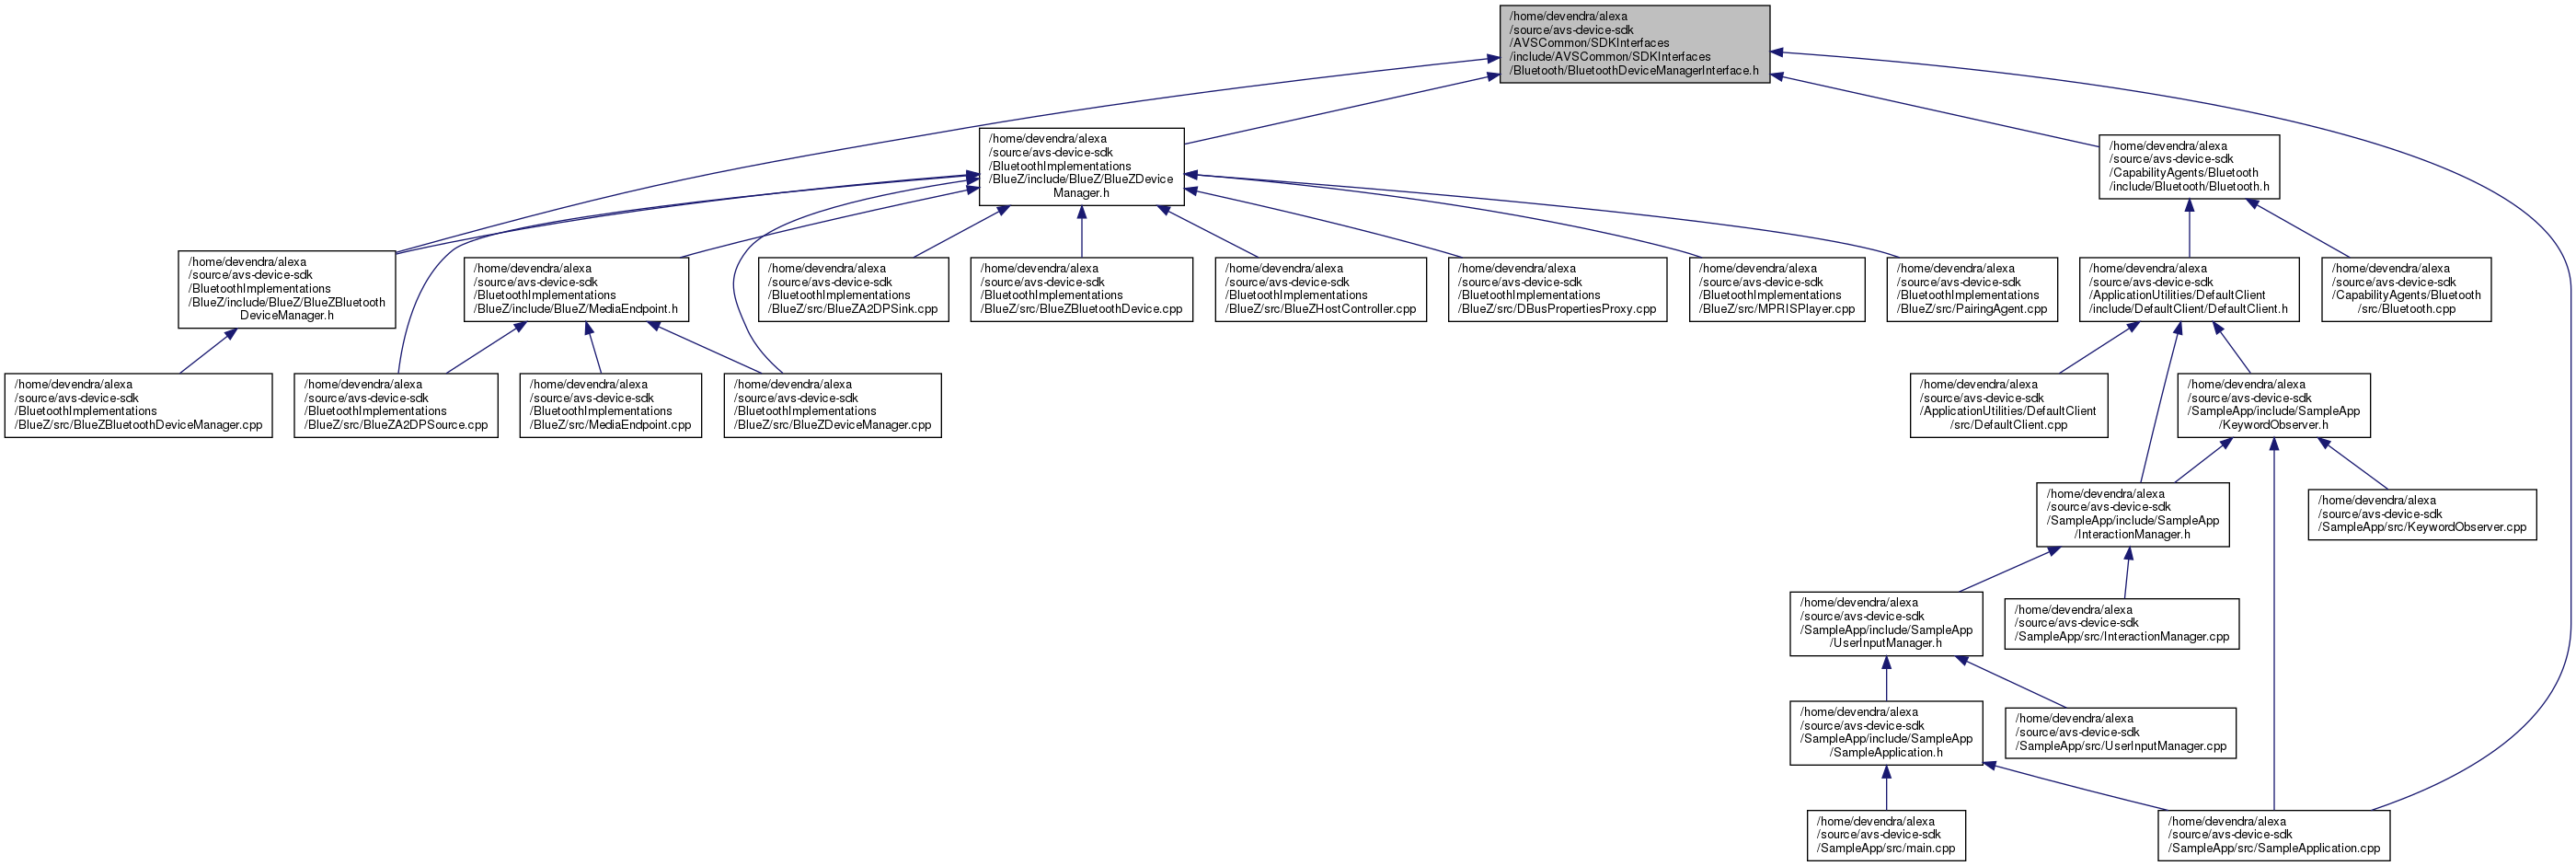 /home/devendra/alexa
/source/avs-device-sdk
/AVSCommon/SDKInterfaces
/include/AVSCommon/SDKInterfaces
/Bluetooth/BluetoothDeviceManagerInterface.h
/home/devendra/alexa
/source/avs-device-sdk
/BluetoothImplementations
/BlueZ/include/BlueZ/BlueZDevice
Manager.h
/home/devendra/alexa
/source/avs-device-sdk
/CapabilityAgents/Bluetooth
/include/Bluetooth/Bluetooth.h
/home/devendra/alexa
/source/avs-device-sdk
/BluetoothImplementations
/BlueZ/include/BlueZ/BlueZBluetooth
DeviceManager.h
/home/devendra/alexa
/source/avs-device-sdk
/BluetoothImplementations
/BlueZ/include/BlueZ/MediaEndpoint.h
/home/devendra/alexa
/source/avs-device-sdk
/BluetoothImplementations
/BlueZ/src/BlueZA2DPSink.cpp
/home/devendra/alexa
/source/avs-device-sdk
/BluetoothImplementations
/BlueZ/src/BlueZBluetoothDevice.cpp
/home/devendra/alexa
/source/avs-device-sdk
/BluetoothImplementations
/BlueZ/src/BlueZHostController.cpp
/home/devendra/alexa
/source/avs-device-sdk
/BluetoothImplementations
/BlueZ/src/DBusPropertiesProxy.cpp
/home/devendra/alexa
/source/avs-device-sdk
/BluetoothImplementations
/BlueZ/src/MPRISPlayer.cpp
/home/devendra/alexa
/source/avs-device-sdk
/BluetoothImplementations
/BlueZ/src/PairingAgent.cpp
/home/devendra/alexa
/source/avs-device-sdk
/ApplicationUtilities/DefaultClient
/include/DefaultClient/DefaultClient.h
/home/devendra/alexa
/source/avs-device-sdk
/CapabilityAgents/Bluetooth
/src/Bluetooth.cpp
/home/devendra/alexa
/source/avs-device-sdk
/BluetoothImplementations
/BlueZ/src/BlueZBluetoothDeviceManager.cpp
/home/devendra/alexa
/source/avs-device-sdk
/BluetoothImplementations
/BlueZ/src/BlueZA2DPSource.cpp
/home/devendra/alexa
/source/avs-device-sdk
/BluetoothImplementations
/BlueZ/src/MediaEndpoint.cpp
/home/devendra/alexa
/source/avs-device-sdk
/BluetoothImplementations
/BlueZ/src/BlueZDeviceManager.cpp
/home/devendra/alexa
/source/avs-device-sdk
/ApplicationUtilities/DefaultClient
/src/DefaultClient.cpp
/home/devendra/alexa
/source/avs-device-sdk
/SampleApp/include/SampleApp
/KeywordObserver.h
/home/devendra/alexa
/source/avs-device-sdk
/SampleApp/include/SampleApp
/InteractionManager.h
/home/devendra/alexa
/source/avs-device-sdk
/SampleApp/src/KeywordObserver.cpp
/home/devendra/alexa
/source/avs-device-sdk
/SampleApp/include/SampleApp
/UserInputManager.h
/home/devendra/alexa
/source/avs-device-sdk
/SampleApp/src/InteractionManager.cpp
/home/devendra/alexa
/source/avs-device-sdk
/SampleApp/include/SampleApp
/SampleApplication.h
/home/devendra/alexa
/source/avs-device-sdk
/SampleApp/src/UserInputManager.cpp
/home/devendra/alexa
/source/avs-device-sdk
/SampleApp/src/main.cpp
/home/devendra/alexa
/source/avs-device-sdk
/SampleApp/src/SampleApplication.cpp